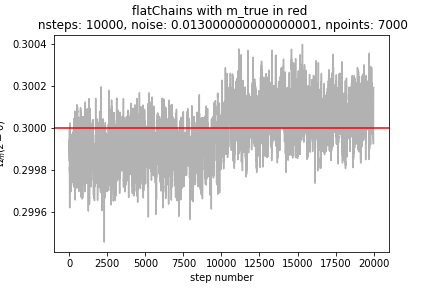 flatChains with m_true in red
nsteps: 10000, noise: 0.013000000000000001, npoints: 7000
0.3004
0.3002
0.3000
0.2998
0.2996
0 2500 5000 7500 10000 12500 15000 17500 20000
step number